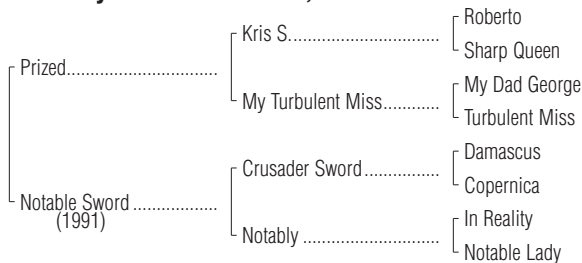 Roberto
Kris S.
Sharp Queen
Prized
My Dad George
My Turbulent Miss
Turbulent Miss
Damascus
Crusader Sword
Copernica
Notable Sword
(1991)
In Reality
Notably
Notable Lady